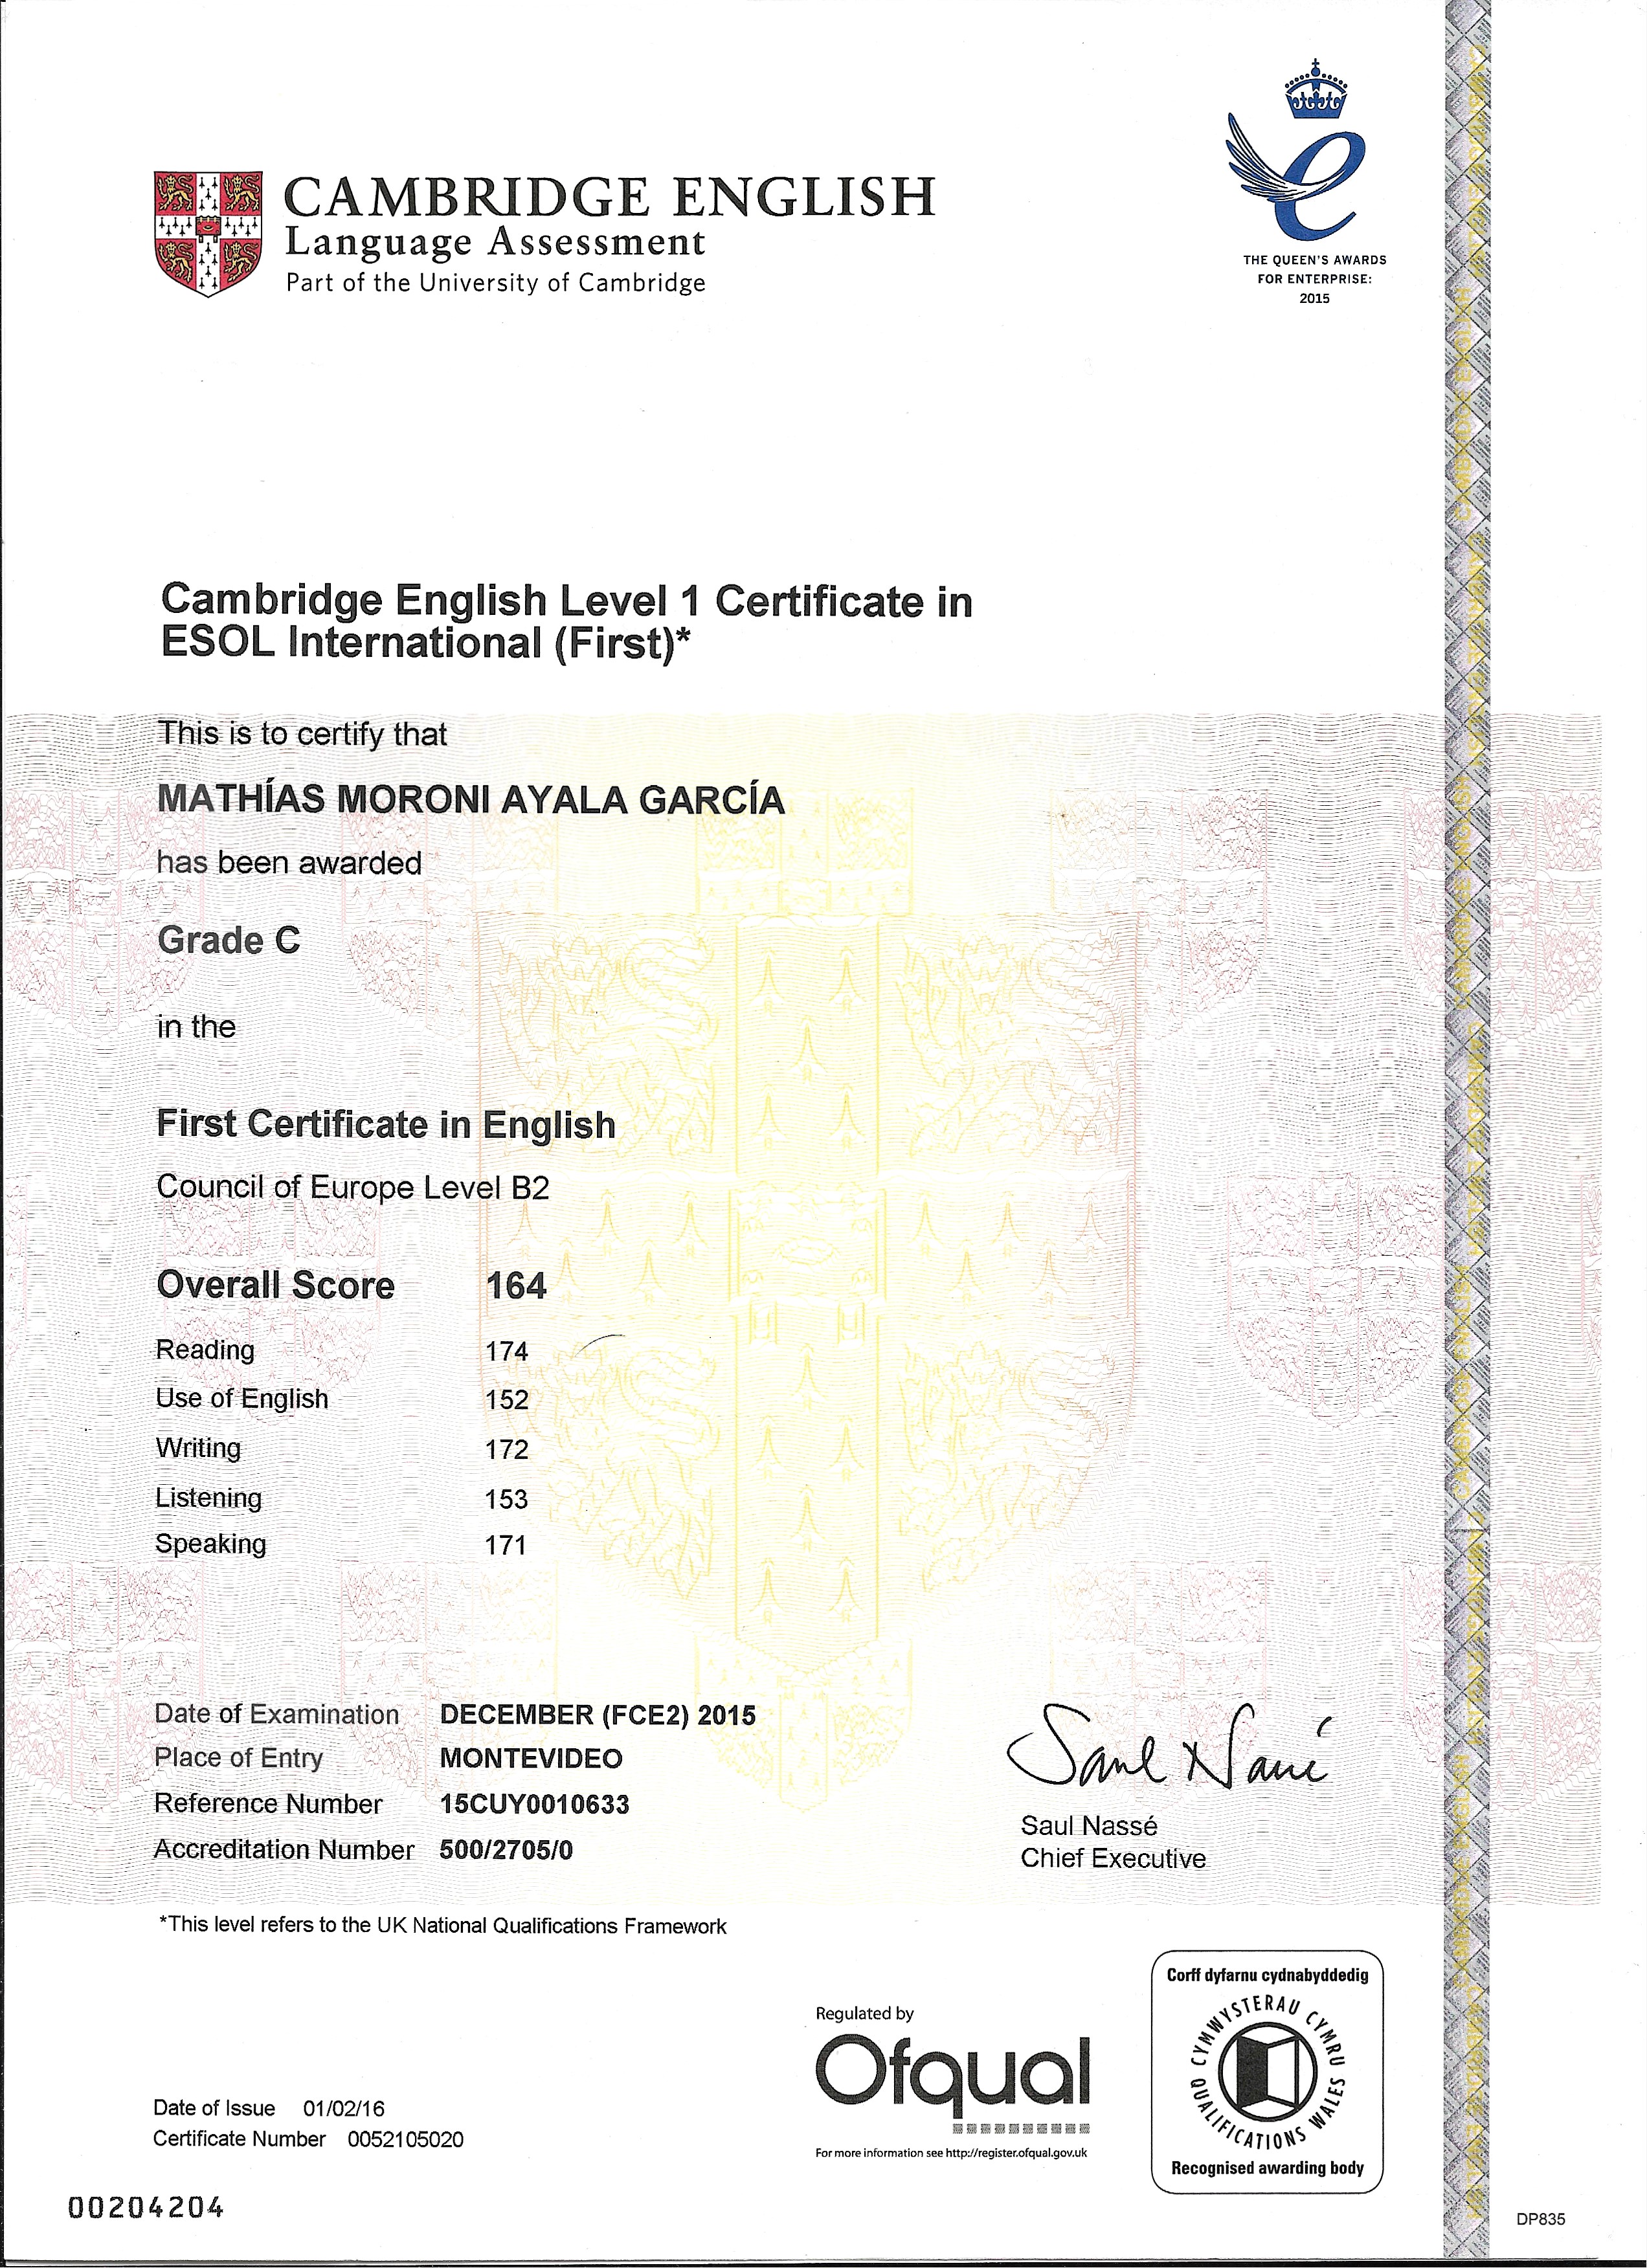 CAMBRIDGE ENGLISH
Language Assessment
Part of the University of Cambridge
THE QUEEN'S AWARDS
FOR ENTERPRISE:
2015
Cambridge English Level 1 Certificate in
ESOL International (First)*
This is to certify that
MATHÍAS MORONI AYALA GARCÍA
has been awarded
Grade C
in the
First Certificate in English
Council of Europe Level B2
Overall Score 164
Reading 174
Use of English 152
Writing 172
Listening 153
Speaking 171
Date of Examination DECEMBER (FCE2) 2015
Place of Entry MONTEVIDEO
Reference Number 15CUY0010633
Accreditation Number 500/2705/0
Saul Nassé
Saul Nassé
Chief Executive
*This level refers to the UK National Qualifications Framework
Regulated by
Ofqual
For more information see http://register.ofqual.gov.uk
Corff dyfarnu cydnabyddedig
CYMWYSTERAU CYMRU
QUALIFICATIONS WALES
Recognised awarding body
Date of Issue 01/02/16
Certificate Number 0052105020
00204204
DP835